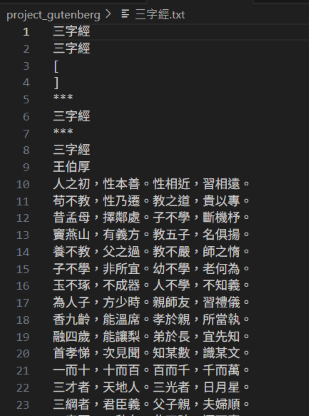 project_gutenberg > 三字經.txt
1 三字經
2 三字經
3 [
4 ]
5 ***
6 三字經
7 ***
8 三字經
9 王伯厚
10 人之初，性本善。性相近，習相遠。
11 苟不教，性乃遷。教之道，貴以專。
12 昔孟母，擇鄰處。子不學，斷機杼。
13 竇燕山，有義方。教五子，名俱揚。
14 養不教，父之過。教不嚴，師之惰。
15 子不學，非所宜。幼不學，老何為。
16 玉不琢，不成器。人不學，不知義。
17 為人子，方少時。親師友，習禮儀。
18 香九齡，能溫席。孝於親，所當執。
19 融四歲，能讓梨。弟於長，宜先知。
20 首孝悌，次見聞。知某數，識某文。
21 一而十，十而百。百而千，千而萬。
22 三才者，天地人。三光者，日月星。
23 三綱者，君臣義。父子親，夫婦順。